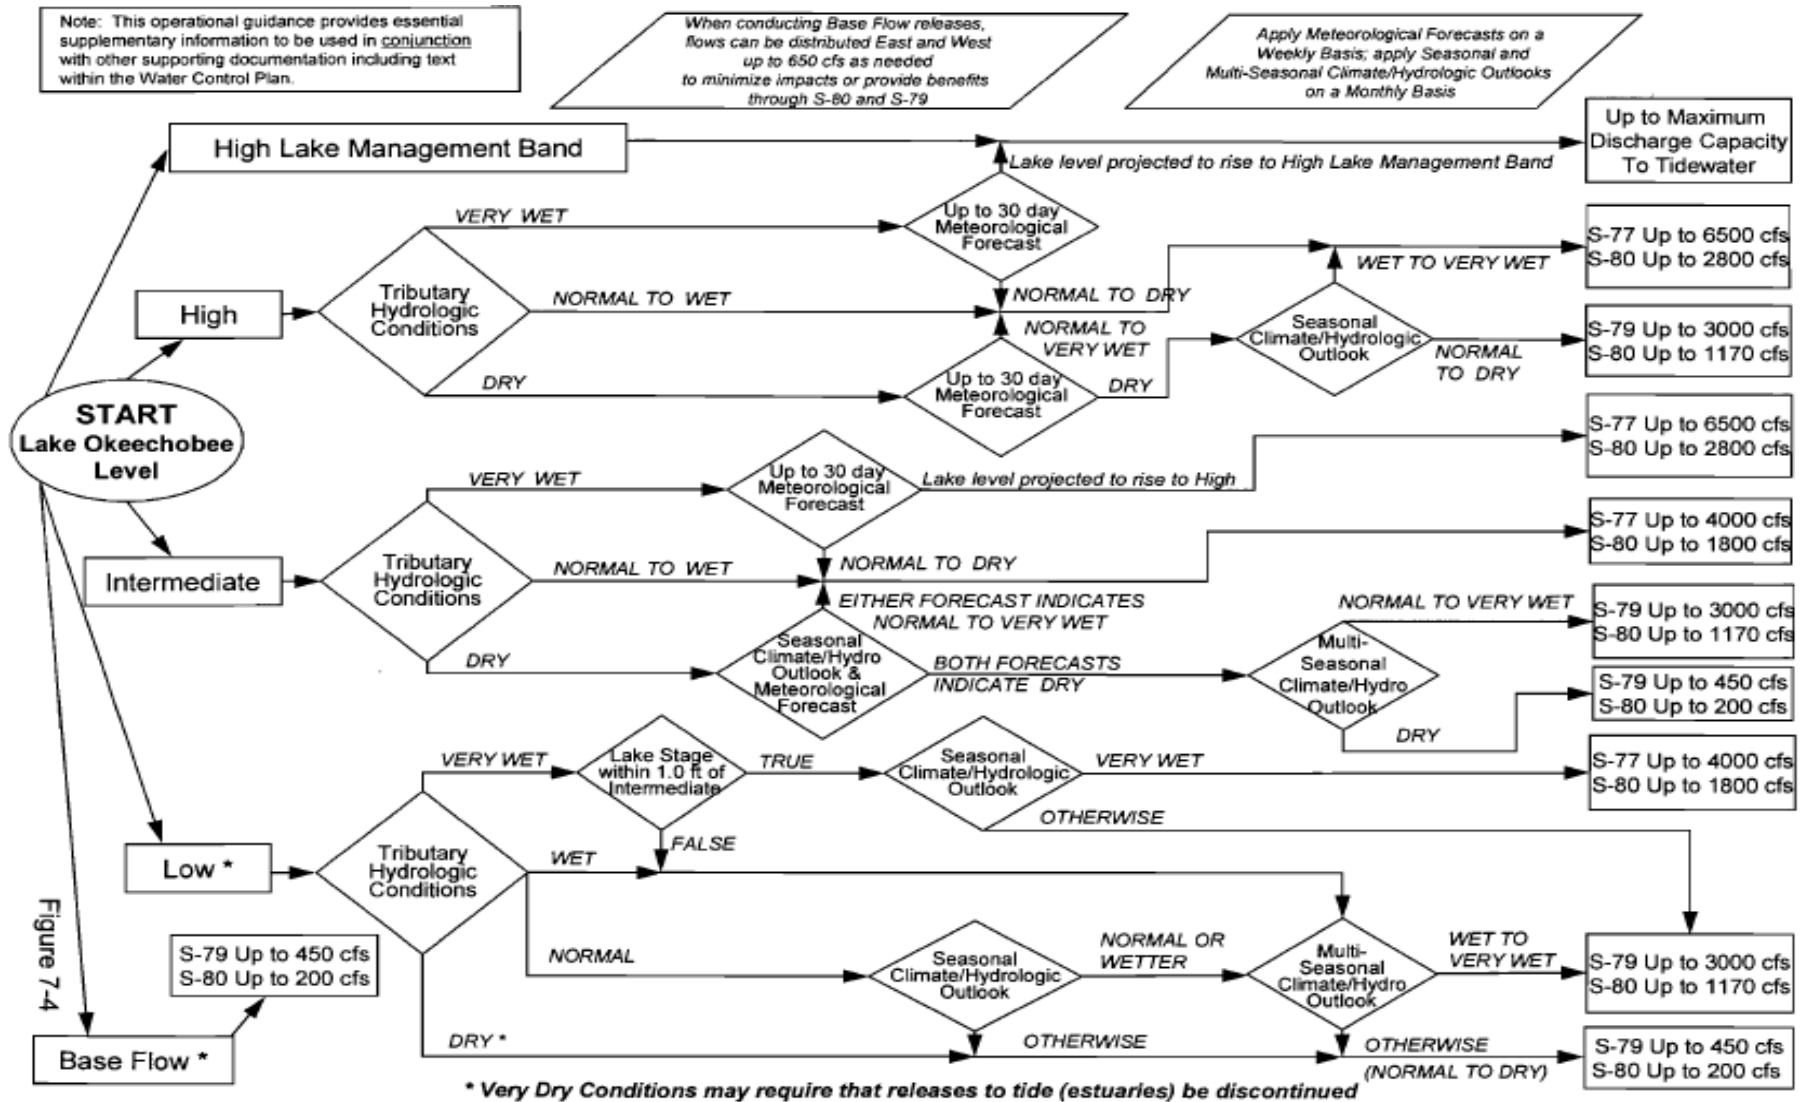 Note: This operational guidance provides essential
supplementary information to be used in conjunction
with other supporting documentation including text
within the Water Control Plan.
When conducting Base Flow releases,
flows can be distributed East and West
up to 650 cfs as needed
to minimize impacts or provide benefits
through S-80 and S-79
Apply Meteorological Forecasts on a
Weekly Basis; apply Seasonal and
Multi-Seasonal Climate/Hydrologic Outlooks
on a Monthly Basis
High Lake Management Band
Lake level projected to rise to High Lake Management Band
Up to Maximum
Discharge Capacity
To Tidewater
VERY WET
Up to 30 day
Meteorological
Forecast
High
Tributary
Hydrologic
Conditions
NORMAL TO WET
NORMAL TO DRY
WET TO VERY WET
S-77 Up to 6500 cfs
S-80 Up to 2800 cfs
NORMAL TO
VERY WET
DRY
Up to 30 day
Meteorological
Forecast
DRY
Seasonal
Climate/Hydrologic
Outlook
NORMAL
TO DRY
S-79 Up to 3000 cfs
S-80 Up to 1170 cfs
START
Lake Okeechobee
Level
VERY WET
Up to 30 day
Meteorological
Forecast
Lake level projected to rise to High
S-77 Up to 6500 cfs
S-80 Up to 2800 cfs
Intermediate
Tributary
Hydrologic
Conditions
NORMAL TO WET
NORMAL TO DRY
S-77 Up to 4000 cfs
S-80 Up to 1800 cfs
EITHER FORECAST INDICATES
NORMAL TO VERY WET
DRY
Seasonal
Climate/Hydro
Outlook &
Meteorological
Forecast
BOTH FORECASTS
INDICATE DRY
Multi-
Seasonal
Climate/Hydro
Outlook
NORMAL TO VERY WET
S-79 Up to 3000 cfs
S-80 Up to 1170 cfs
DRY
S-79 Up to 450 cfs
S-80 Up to 200 cfs
VERY WET
Lake Stage
within 1.0 ft of
Intermediate
TRUE
Seasonal
Climate/Hydrologic
Outlook
VERY WET
S-77 Up to 4000 cfs
S-80 Up to 1800 cfs
OTHERWISE
FALSE
Low *
Tributary
Hydrologic
Conditions
WET
NORMAL
Seasonal
Climate/Hydrologic
Outlook
NORMAL OR
WETTER
Multi-
Seasonal
Climate/Hydro
Outlook
WET TO
VERY WET
S-79 Up to 3000 cfs
S-80 Up to 1170 cfs
DRY *
OTHERWISE
OTHERWISE
(NORMAL TO DRY)
S-79 Up to 450 cfs
S-80 Up to 200 cfs
S-79 Up to 450 cfs
S-80 Up to 200 cfs
Base Flow *
Figure 7-4
* Very Dry Conditions may require that releases to tide (estuaries) be discontinued